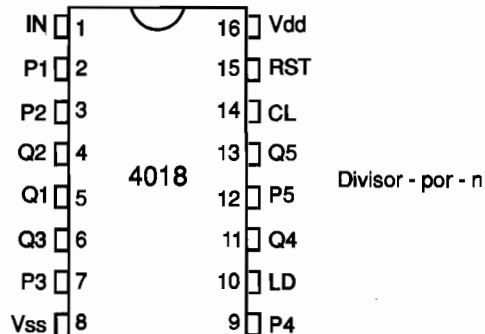 IN 1 16 Vdd
P1 2 15 RST
P2 3 14 CL
Q2 4 13 Q5
4018 Divisor - por - n
Q1 5 12 P5
Q3 6 11 Q4
P3 7 10 LD
Vss 8 9 P4